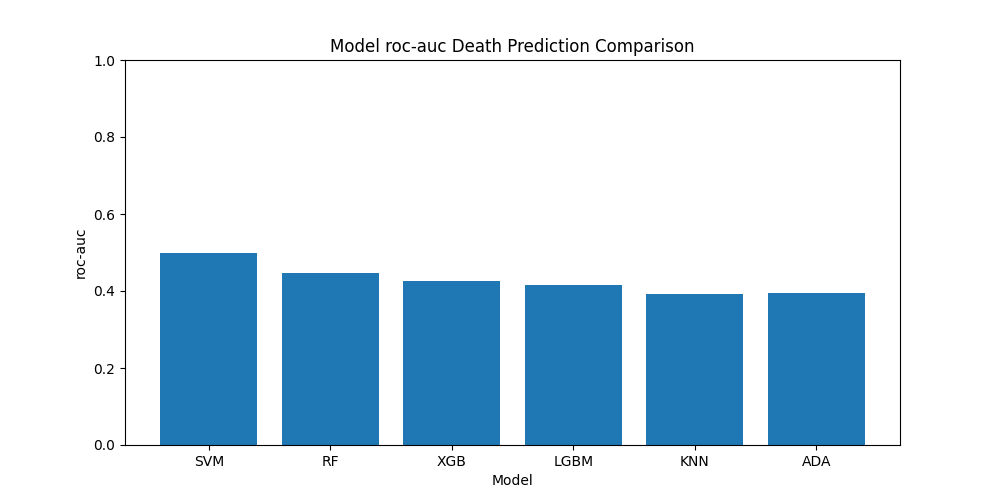 Model roc-auc Death Prediction Comparison
1.0
0.8
0.6
0.4
0.2
0.0
roc-auc
SVM RF XGB LGBM KNN ADA
Model